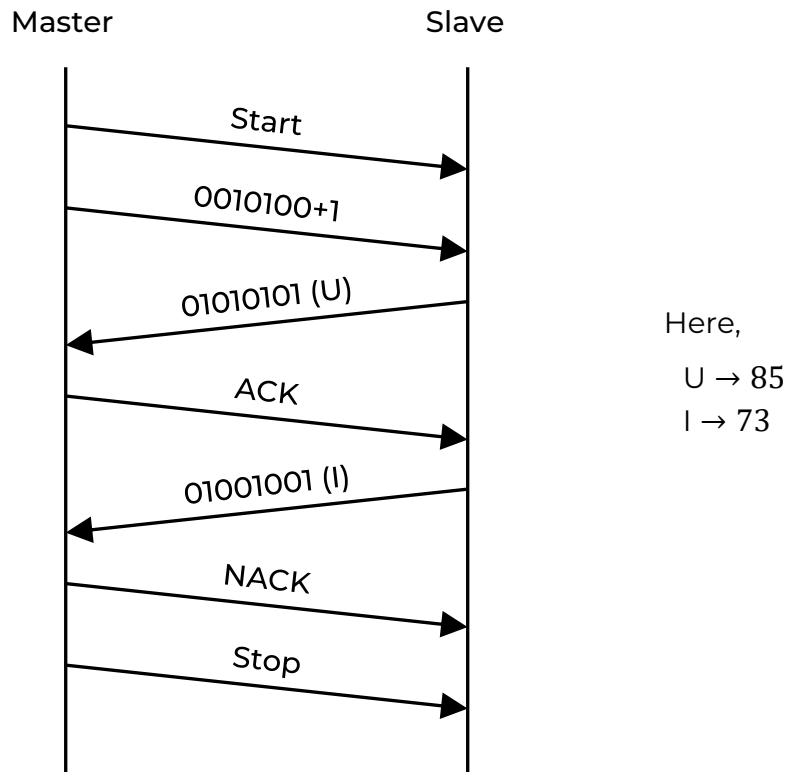 Master
Slave
Start
0010100+1
01010101 (U)
ACK
01001001 (I)
NACK
Stop
Here,
U → 85
I → 73